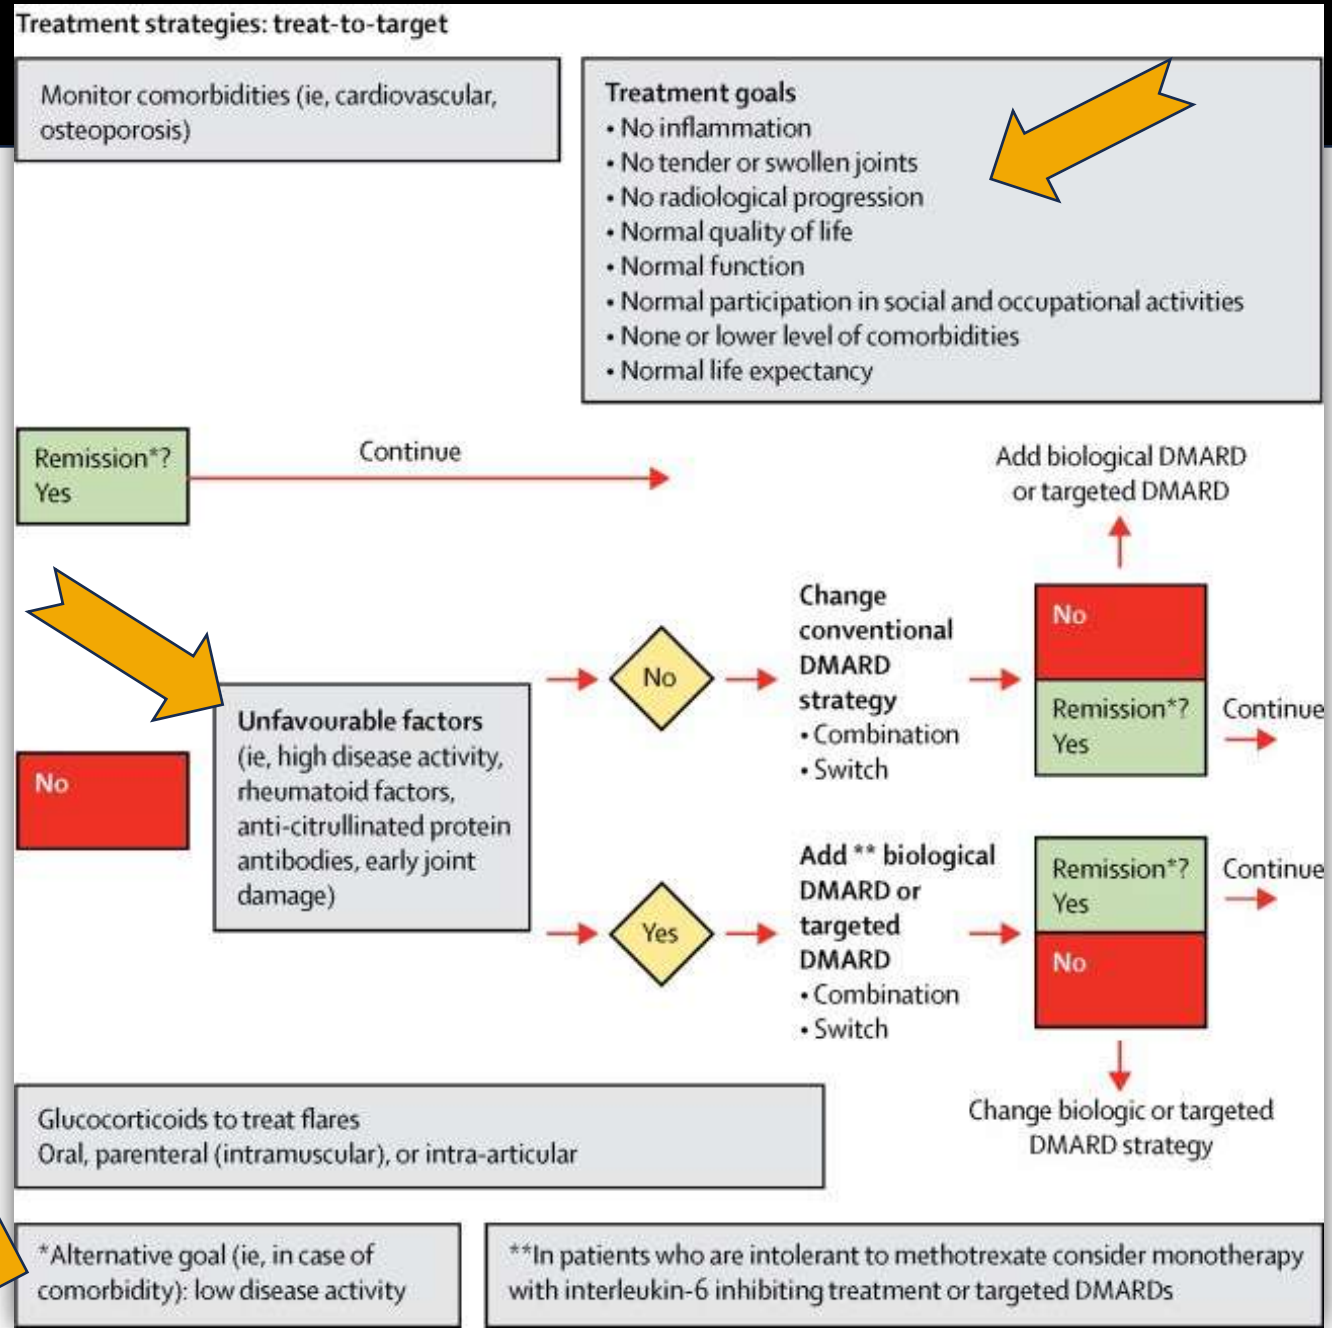 Treatment strategies: treat-to-target
Monitor comorbidities (ie, cardiovascular,
osteoporosis)
Treatment goals
• No inflammation
• No tender or swollen joints
• No radiological progression
• Normal quality of life
• Normal function
• Normal participation in social and occupational activities
• None or lower level of comorbidities
• Normal life expectancy
Remission*?
Yes
Continue
No
Unfavourable factors
(ie, high disease activity,
rheumatoid factors,
anti-citrullinated protein
antibodies, early joint
damage)
No
Change
conventional
DMARD
strategy
• Combination
• Switch
Add biological DMARD
or targeted DMARD
No
Remission*?
Yes
Continue
Yes
Add ** biological
DMARD or
targeted
DMARD
• Combination
• Switch
Remission*?
Yes
Continue
No
Change biologic or targeted
DMARD strategy
Glucocorticoids to treat flares
Oral, parenteral (intramuscular), or intra-articular
*Alternative goal (ie, in case of
comorbidity): low disease activity
**In patients who are intolerant to methotrexate consider monotherapy
with interleukin-6 inhibiting treatment or targeted DMARDs